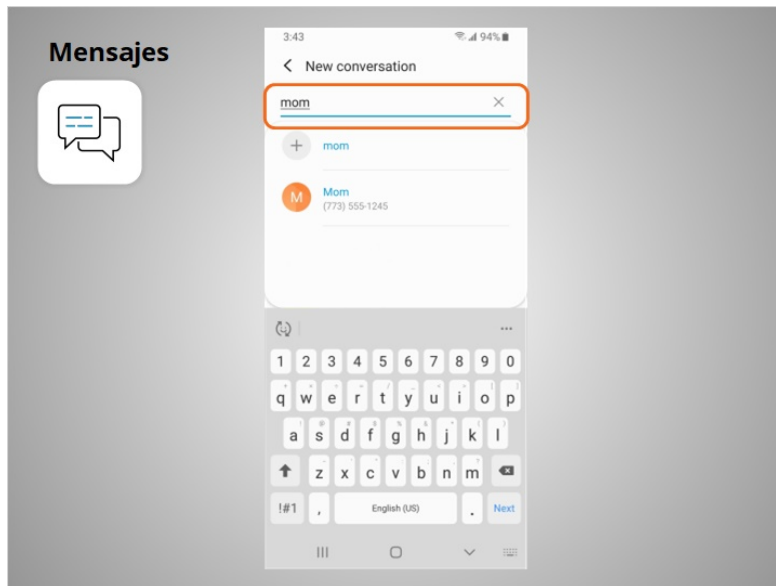 Mensajes
3:43 94%
New conversation
mom
mom
M Mom
(773) 555-1245
1 2 3 4 5 6 7 8 9 0
q w e r t y u i o p
a s d f g h j k l
z x c v b n m
!#1 , English (US) . Next